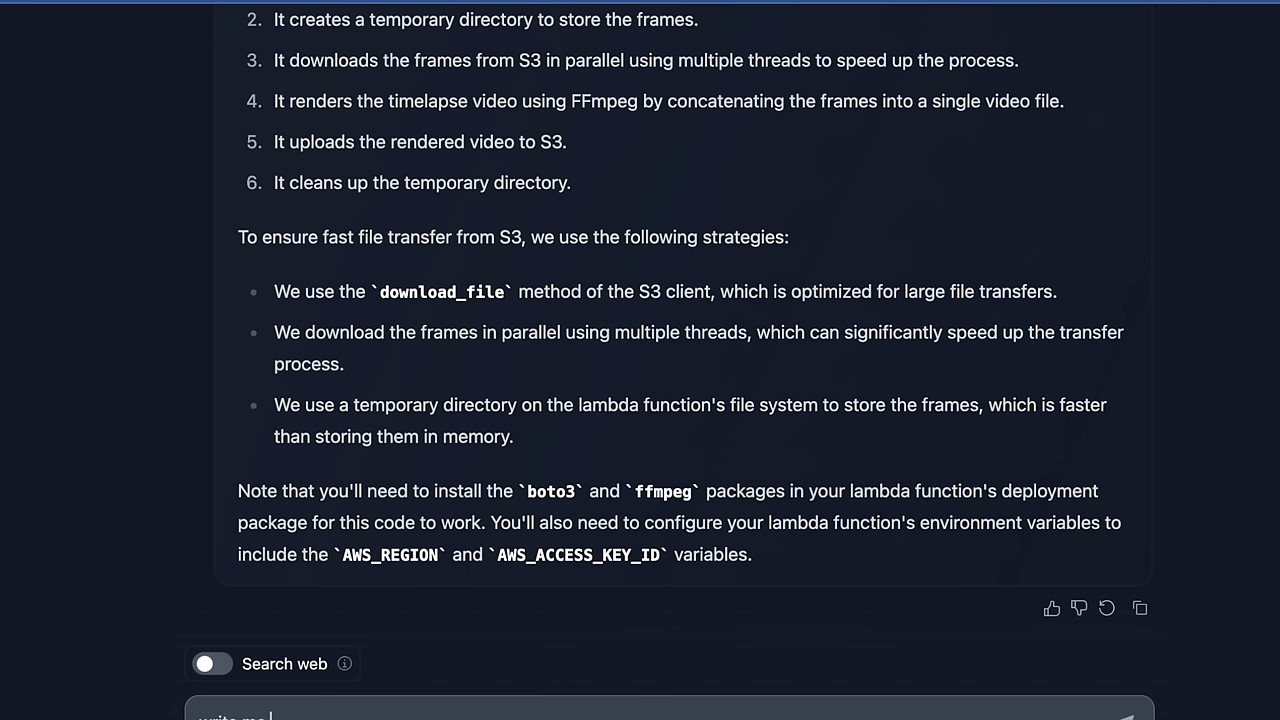 2. It creates a temporary directory to store the frames.
3. It downloads the frames from S3 in parallel using multiple threads to speed up the process.
4. It renders the timelapse video using FFmpeg by concatenating the frames into a single video file.
5. It uploads the rendered video to S3.
6. It cleans up the temporary directory.
To ensure fast file transfer from S3, we use the following strategies:
• We use the `download_file` method of the S3 client, which is optimized for large file transfers.
• We download the frames in parallel using multiple threads, which can significantly speed up the transfer
process.
• We use a temporary directory on the lambda function's file system to store the frames, which is faster
than storing them in memory.
Note that you'll need to install the `boto3` and `ffmpeg` packages in your lambda function's deployment
package for this code to work. You'll also need to configure your lambda function's environment variables to
include the `AWS_REGION` and `AWS_ACCESS_KEY_ID` variables.
Search web
write me